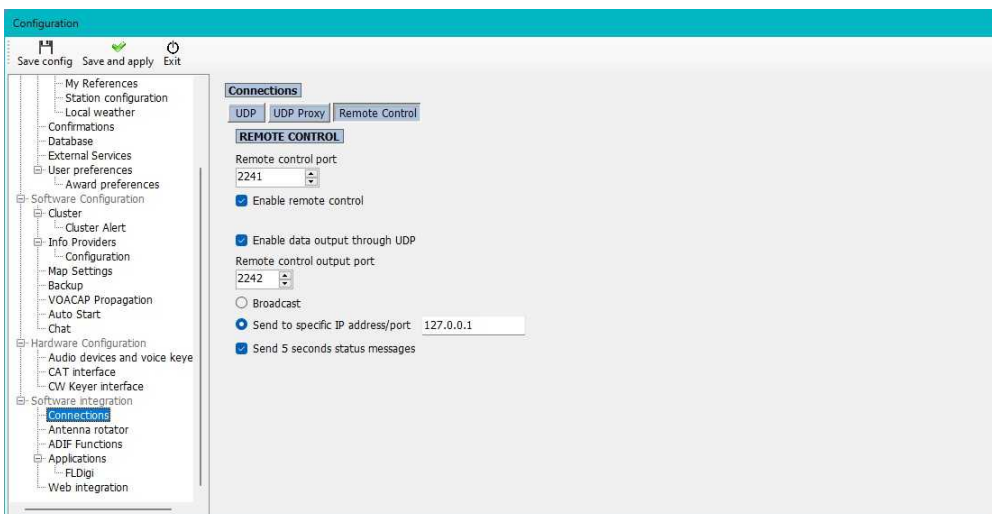 Configuration
Save config Save and apply Exit
My References
Station configuration
Local weather
Confirmations
Database
External Services
User preferences
Award preferences
Software Configuration
Cluster
Cluster Alert
Info Providers
Configuration
Map Settings
Backup
VOACAP Propagation
Auto Start
Chat
Hardware Configuration
Audio devices and voice keye
CAT interface
CW Keyer interface
Software integration
Connections
Antenna rotator
ADIF Functions
Applications
FLDigi
Web integration
Connections
UDP UDP Proxy Remote Control
REMOTE CONTROL
Remote control port
2241
Enable remote control
Enable data output through UDP
Remote control output port
2242
Broadcast
Send to specific IP address/port 127.0.0.1
Send 5 seconds status messages